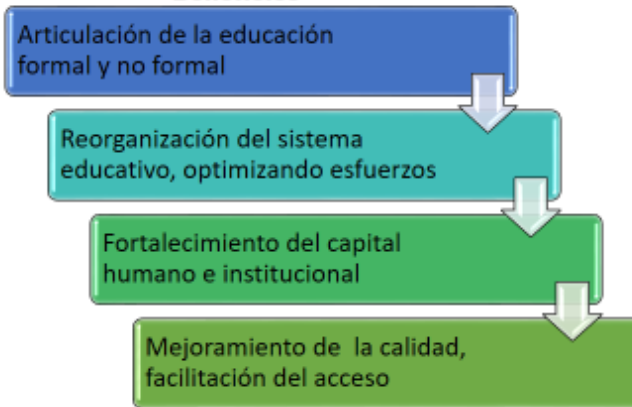 Articulación de la educación
formal y no formal
Reorganización del sistema
educativo, optimizando esfuerzos
Fortalecimiento del capital
humano e institucional
Mejoramiento de  la calidad,
facilitación del acceso